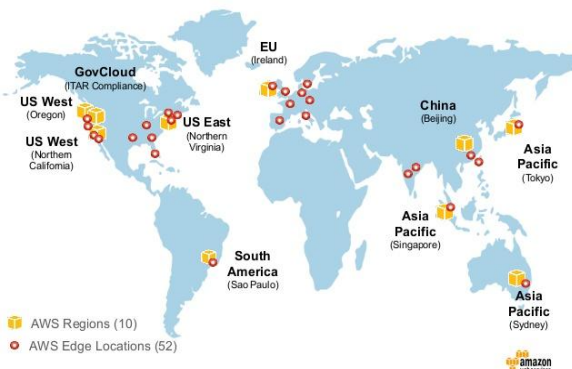 EU
(Ireland)
GovCloud
(ITAR Compliance)
US West
(Oregon)
US East
(Northern
Virginia)
China
(Beijing)
US West
(Northern
California)
Asia
Pacific
(Tokyo)
Asia
Pacific
(Singapore)
South
America
(Sao Paulo)
Asia
Pacific
(Sydney)
AWS Regions (10)
AWS Edge Locations (52)
amazon